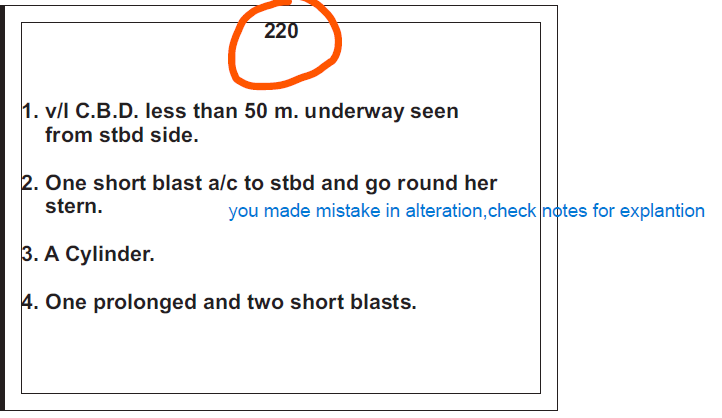 220
1. v/l C.B.D. less than 50 m. underway seen
from stbd side.
2. One short blast a/c to stbd and go round her
stern.
you made mistake in alteration,check notes for explantion
3. A Cylinder.
4. One prolonged and two short blasts.